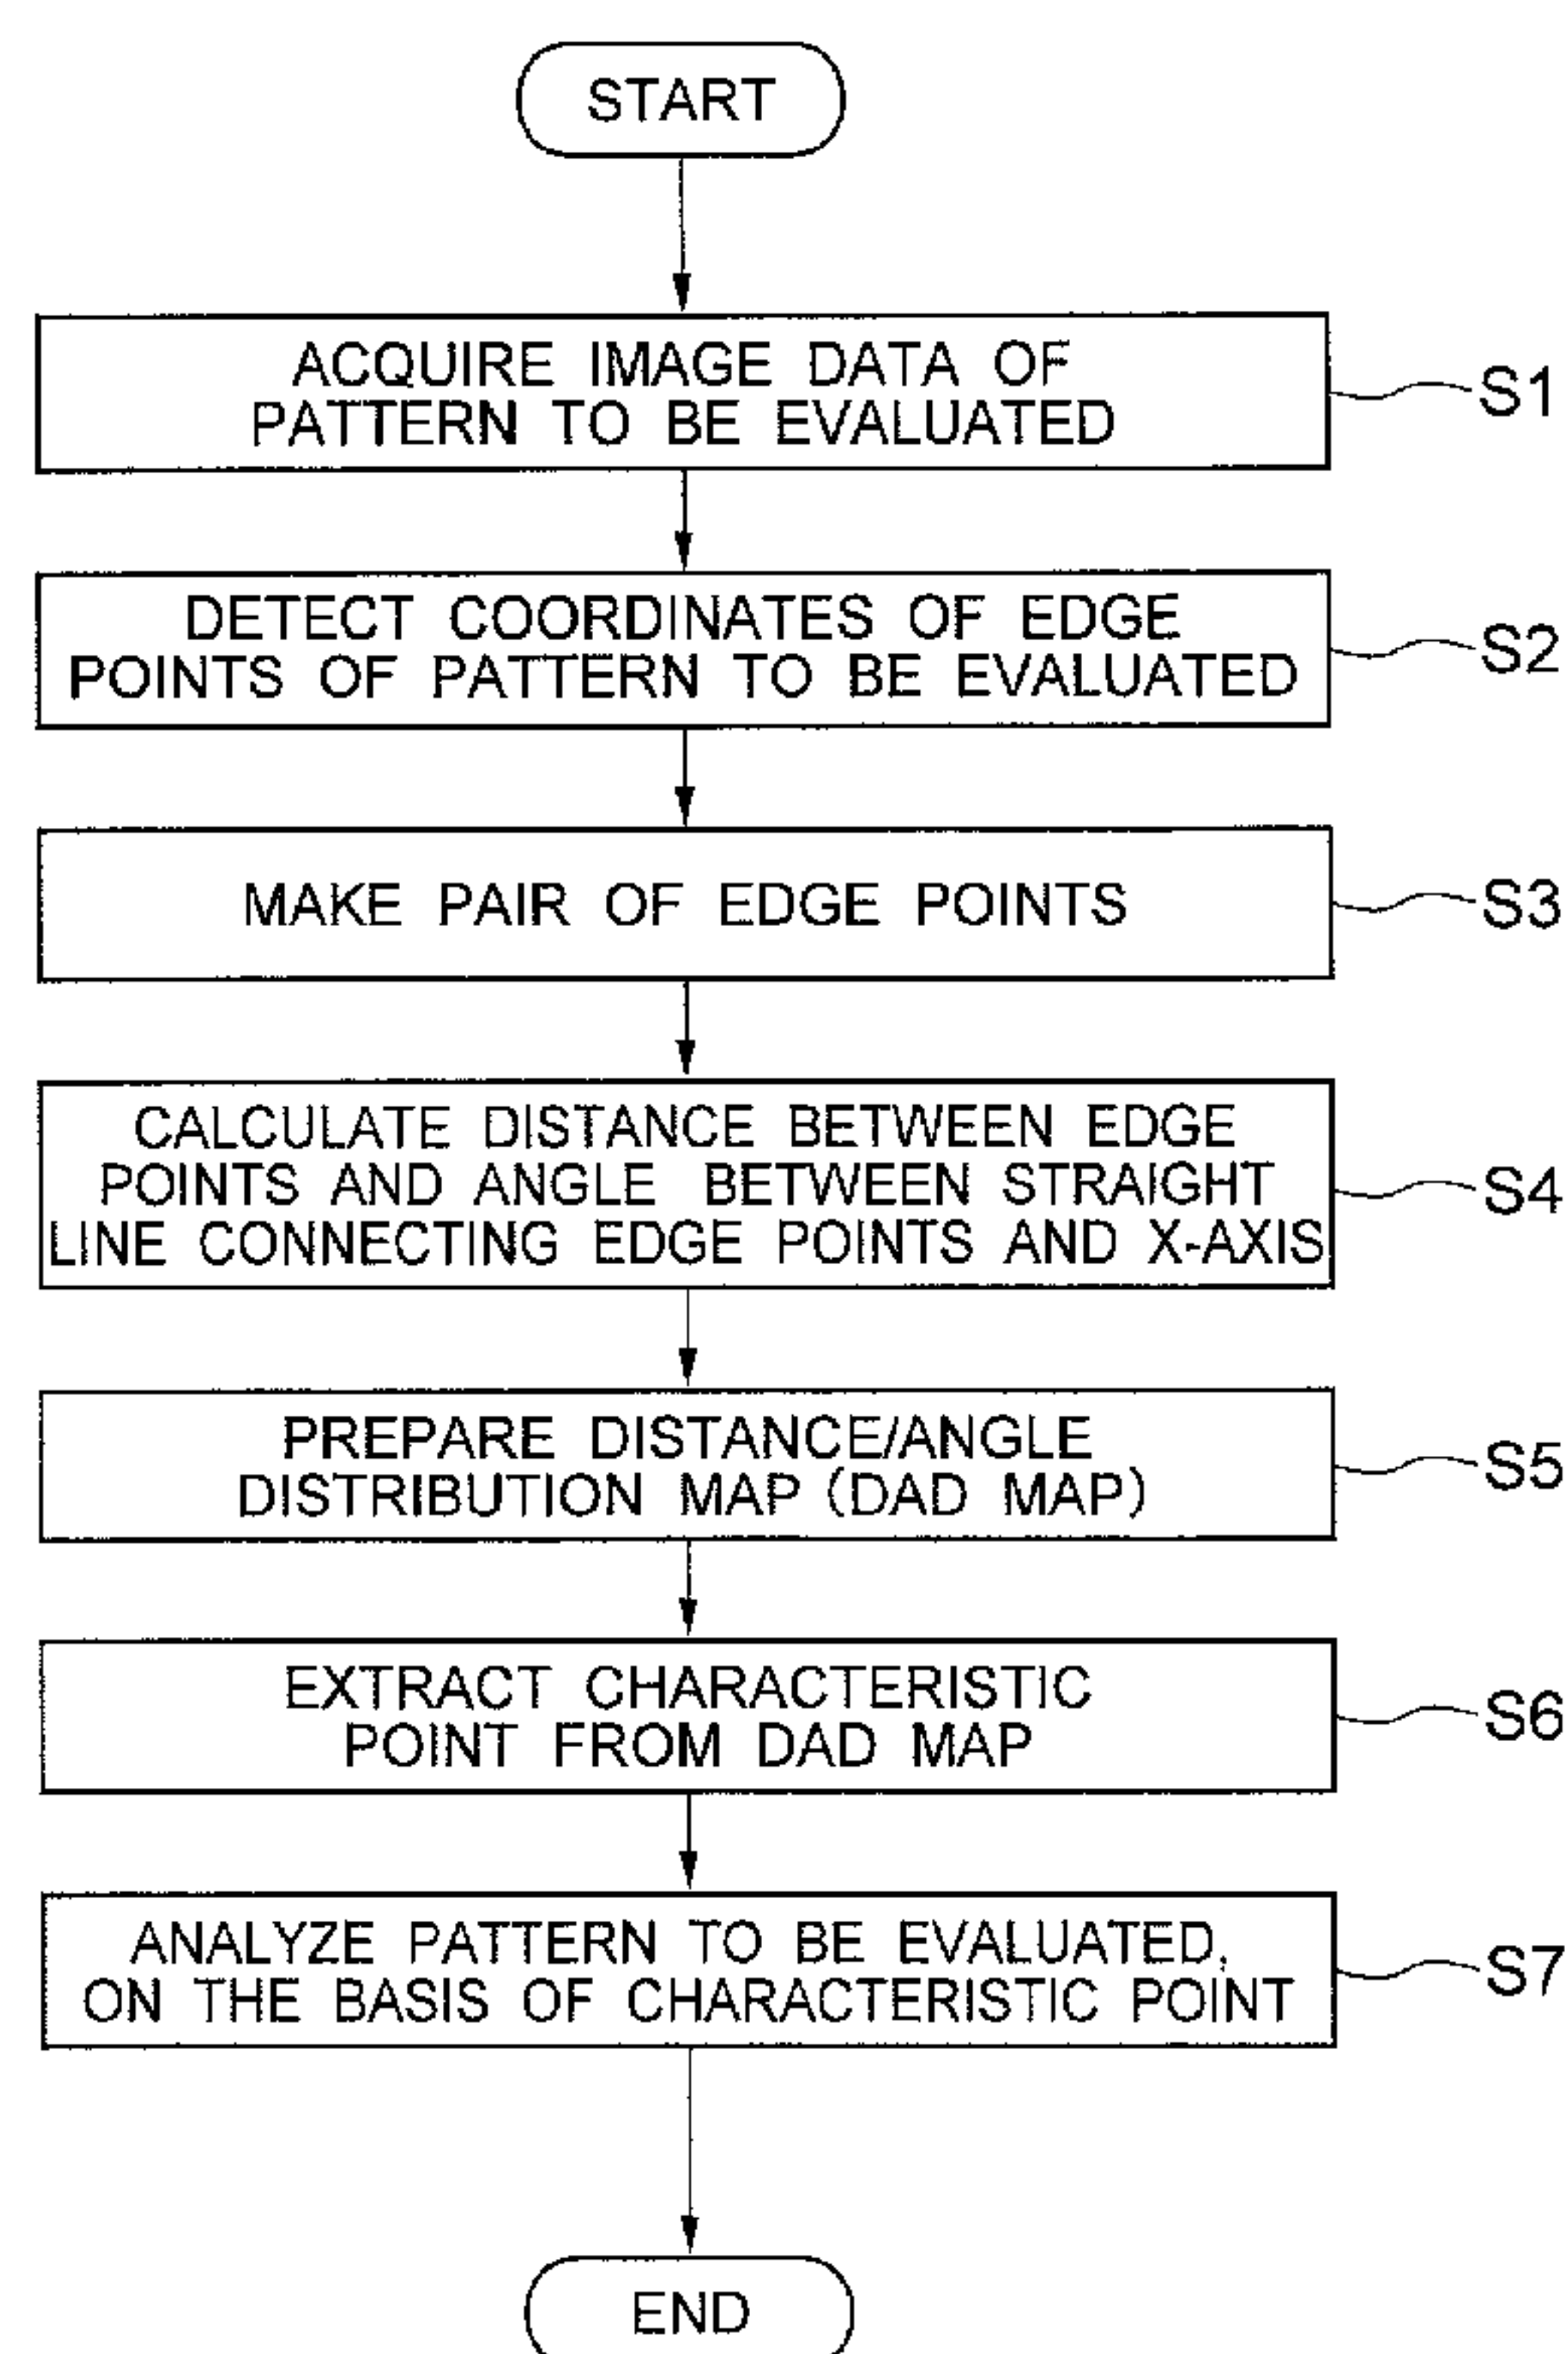 START
ACQUIRE IMAGE DATA OF
PATTERN TO BE EVALUATED
S1
DETECT COORDINATES OF EDGE
POINTS OF PATTERN TO BE EVALUATED
S2
MAKE PAIR OF EDGE POINTS
S3
CALCULATE DISTANCE BETWEEN EDGE
POINTS AND ANGLE BETWEEN STRAIGHT
LINE CONNECTING EDGE POINTS AND X-AXIS
S4
PREPARE DISTANCE/ANGLE
DISTRIBUTION MAP (DAD MAP)
S5
EXTRACT CHARACTERISTIC
POINT FROM DAD MAP
S6
ANALYZE PATTERN TO BE EVALUATED,
ON THE BASIS OF CHARACTERISTIC POINT
S7
END